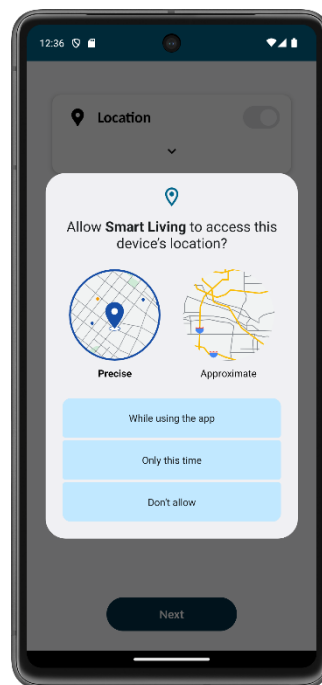 12:36
Location
Allow Smart Living to access this
device's location?
Precise
Approximate
While using the app
Only this time
Don't allow
Next